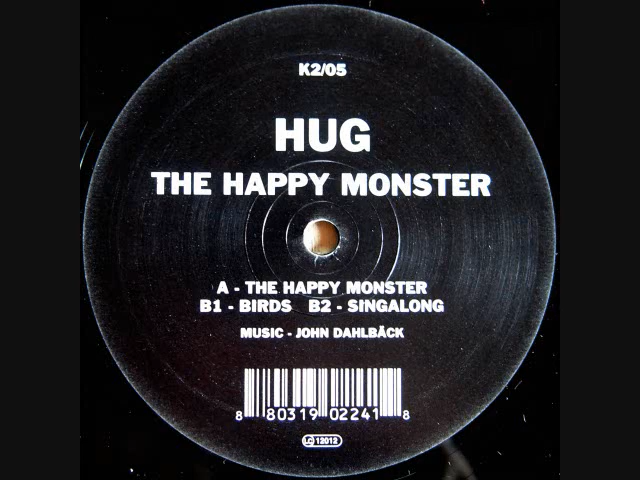 K2/05
HUG
THE HAPPY MONSTER
A - THE HAPPY MONSTER
B1 - BIRDS B2 - SINGALONG
MUSIC - JOHN DAHLBÄCK
8 80319 02241 8
LC 12012